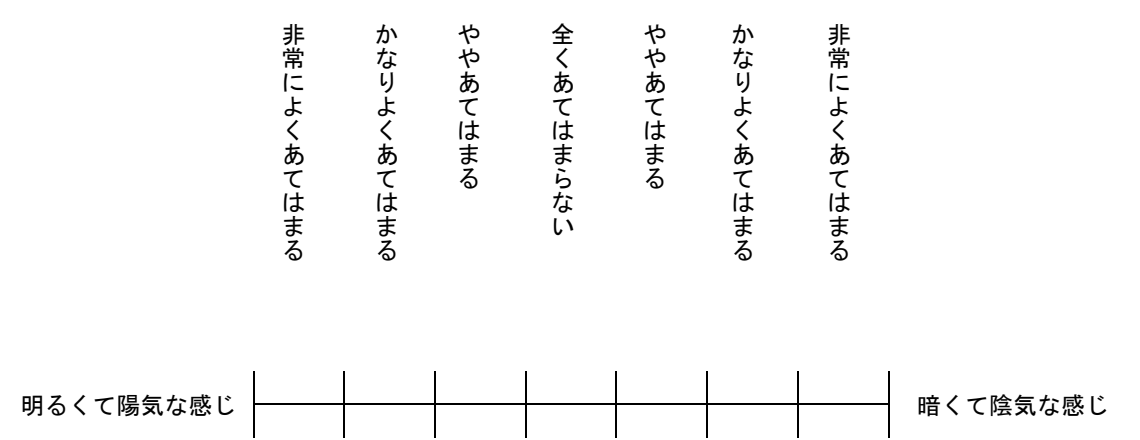 非常によくあてはまる
かなりよくあてはまる
ややあてはまる
全くあてはまらない
ややあてはまる
かなりよくあてはまる
非常によくあてはまる
明るくて陽気な感じ
暗くて陰気な感じ